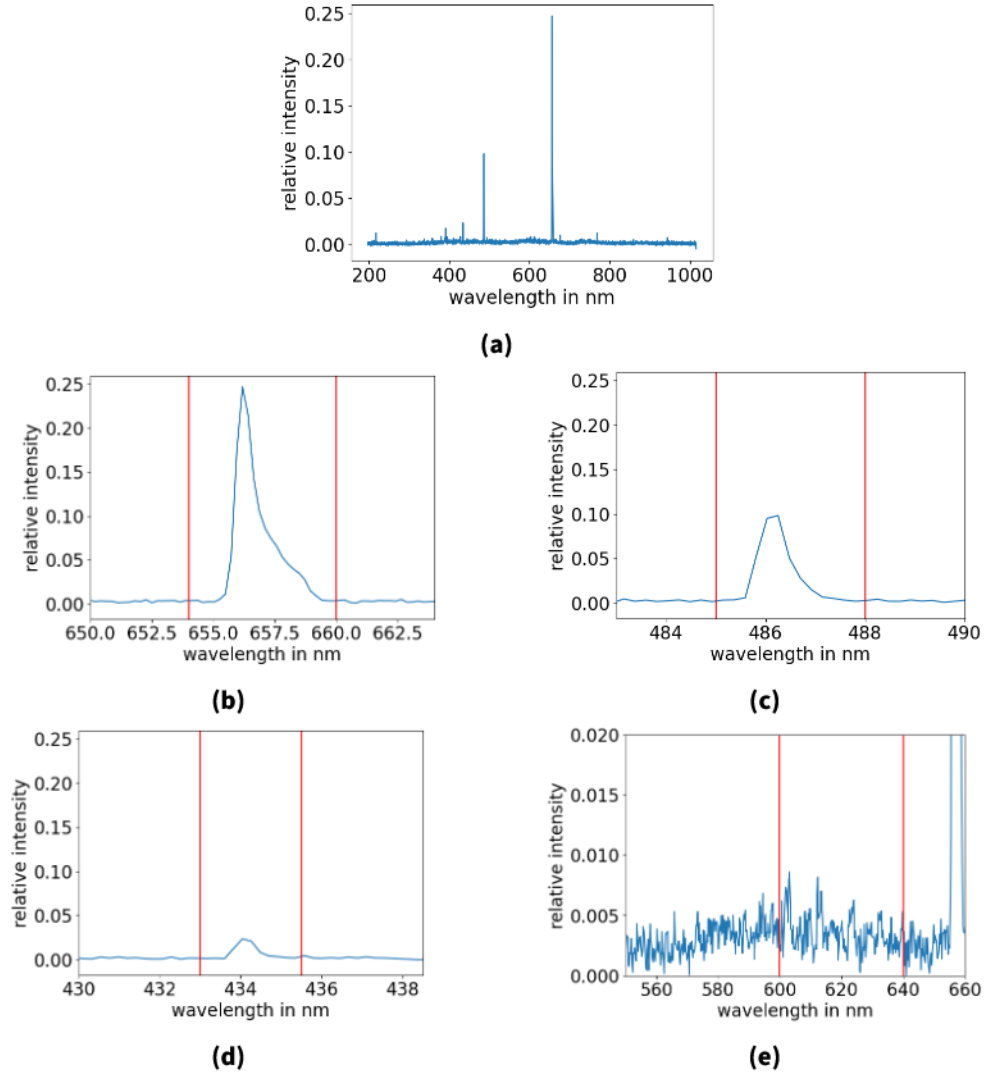 0.25
0.20
0.15
0.10
0.05
0.00
relative intensity
200 400 600 800 1000
wavelength in nm
(a)
0.25
0.20
0.15
0.10
0.05
0.00
relative intensity
650.0 652.5 655.0 657.5 660.0 662.5
wavelength in nm
(b)
0.25
0.20
0.15
0.10
0.05
0.00
relative intensity
484 486 488 490
wavelength in nm
(c)
0.25
0.20
0.15
0.10
0.05
0.00
relative intensity
430 432 434 436 438
wavelength in nm
(d)
0.020
0.015
0.010
0.005
0.000
relative intensity
560 580 600 620 640 660
wavelength in nm
(e)